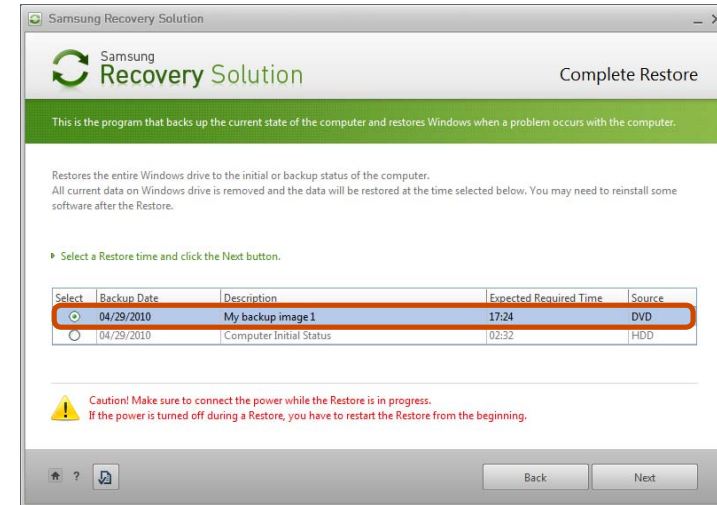 Samsung Recovery Solution
Samsung
Recovery Solution
Complete Restore
This is the program that backs up the current state of the computer and restores Windows when a problem occurs with the computer.
Restores the entire Windows drive to the initial or backup status of the computer.
All current data on Windows drive is removed and the data will be restored at the time selected below. You may need to reinstall some
software after the Restore.
Select a Restore time and click the Next button.
Select Backup Date Description Expected Required Time Source
04/29/2010 My backup image 1 17:24 DVD
04/29/2010 Computer Initial Status 02:32 HDD
Caution! Make sure to connect the power while the Restore is in progress.
If the power is turned off during a Restore, you have to restart the Restore from the beginning.
? Back Next